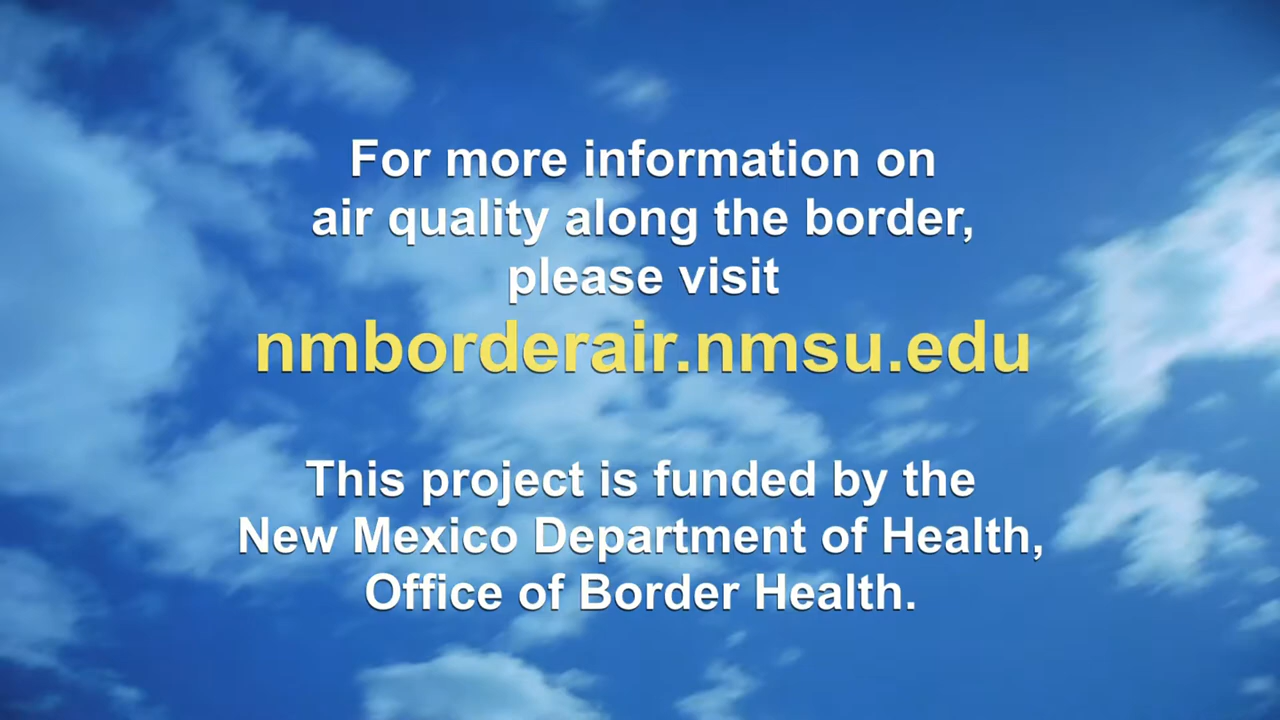 For more information on
air quality along the border,
please visit
nmborderair.nmsu.edu
This project is funded by the
New Mexico Department of Health,
Office of Border Health.